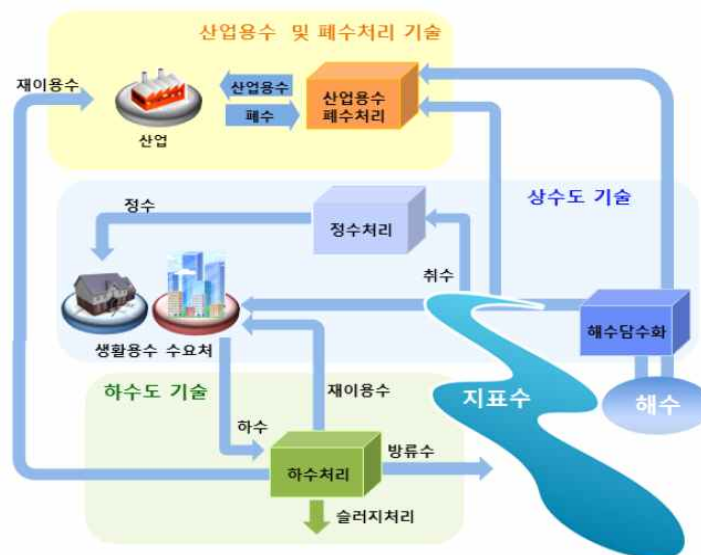 산업용수 및 폐수처리 기술
재이용수
산업용수
폐수
산업용수
폐수처리
산업
상수도 기술
정수
정수처리
취수
해수담수화
생활용수 수요처
하수도 기술
재이용수
지표수
해수
하수
방류수
하수처리
슬러지처리